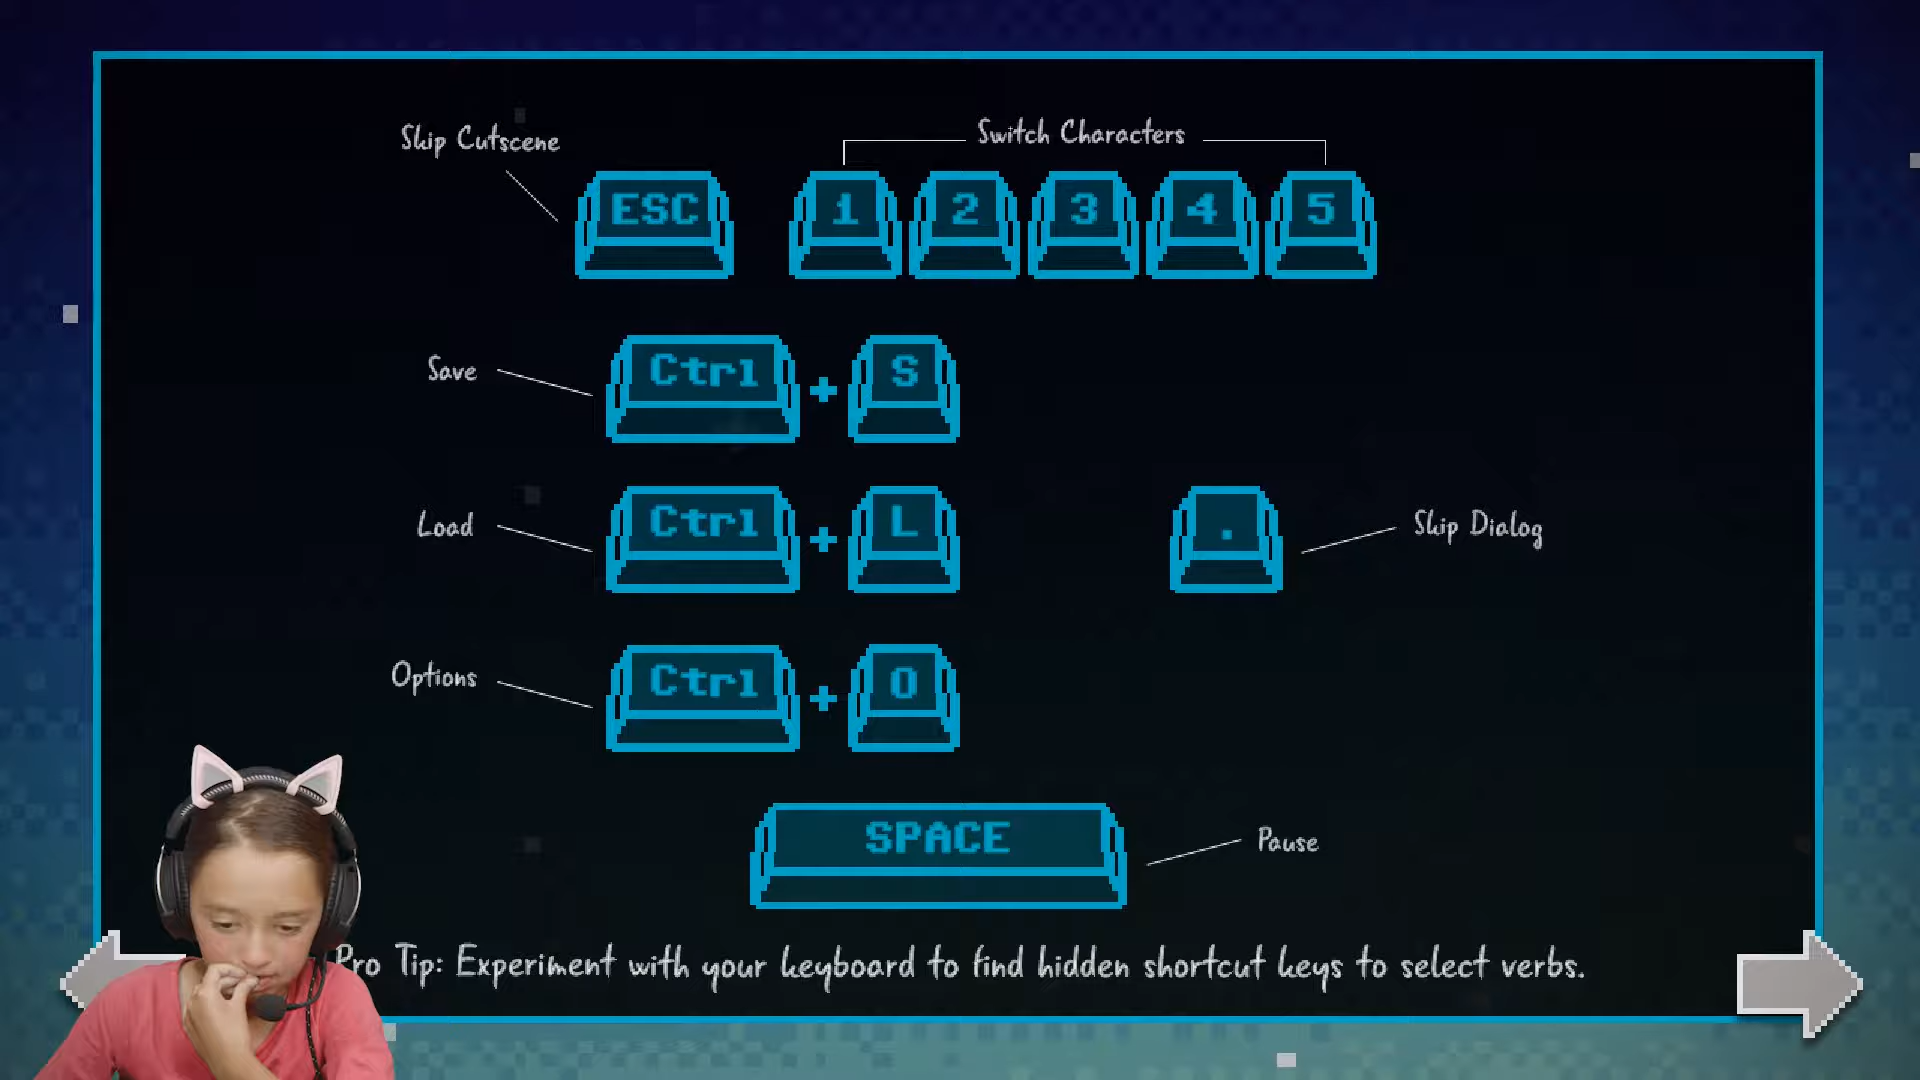 Skip Cutscene
Switch Characters
ESC
1 2 3 4 5
Save
Ctrl + S
Load
Ctrl + L
.
Skip Dialog
Options
Ctrl + O
SPACE
Pause
Pro Tip: Experiment with your keyboard to find hidden shortcut keys to select verbs.